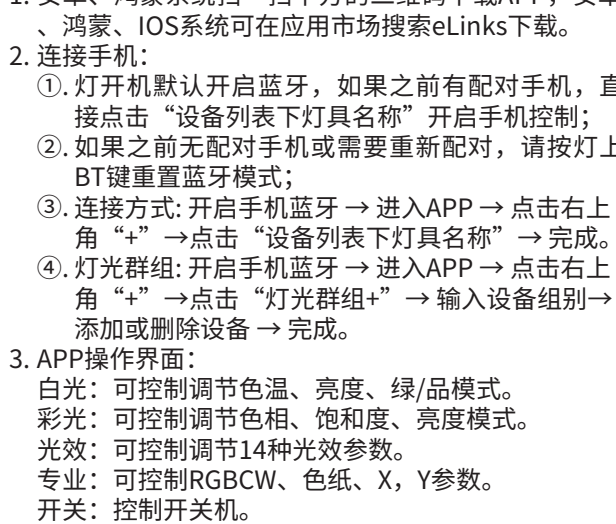 、鸿蒙、IOS系统可在应用市场搜索eLinks下载。
2. 连接手机：
①. 灯开机默认开启蓝牙，如果之前有配对手机，直
接点击“设备列表下灯具名称”开启手机控制；
②. 如果之前无配对手机或需要重新配对，请按灯上
BT键重置蓝牙模式；
③. 连接方式: 开启手机蓝牙 → 进入APP → 点击右上
角“+”→点击“设备列表下灯具名称”→ 完成。
④. 灯光群组: 开启手机蓝牙 → 进入APP → 点击右上
角“+”→点击“灯光群组+”→ 输入设备组别→
添加或删除设备 → 完成。
3. APP操作界面：
白光：可控制调节色温、亮度、绿/品模式。
彩光：可控制调节色相、饱和度、亮度模式。
光效：可控制调节14种光效参数。
专业：可控制RGBCW、色纸、X，Y参数。
开关：控制开关机。